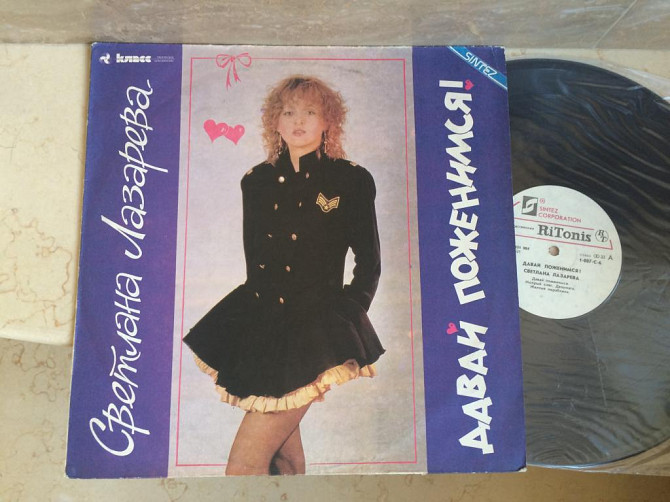 класс
SINTEZ
Светлана Лазарева
ДАВАЙ ПОЖЕНИМСЯ!
SINTEZ
CORPORATION
RiTonis
ДАВАЙ ПОЖЕНИМСЯ!
СВЕТЛАНА ЛАЗАРЕВА